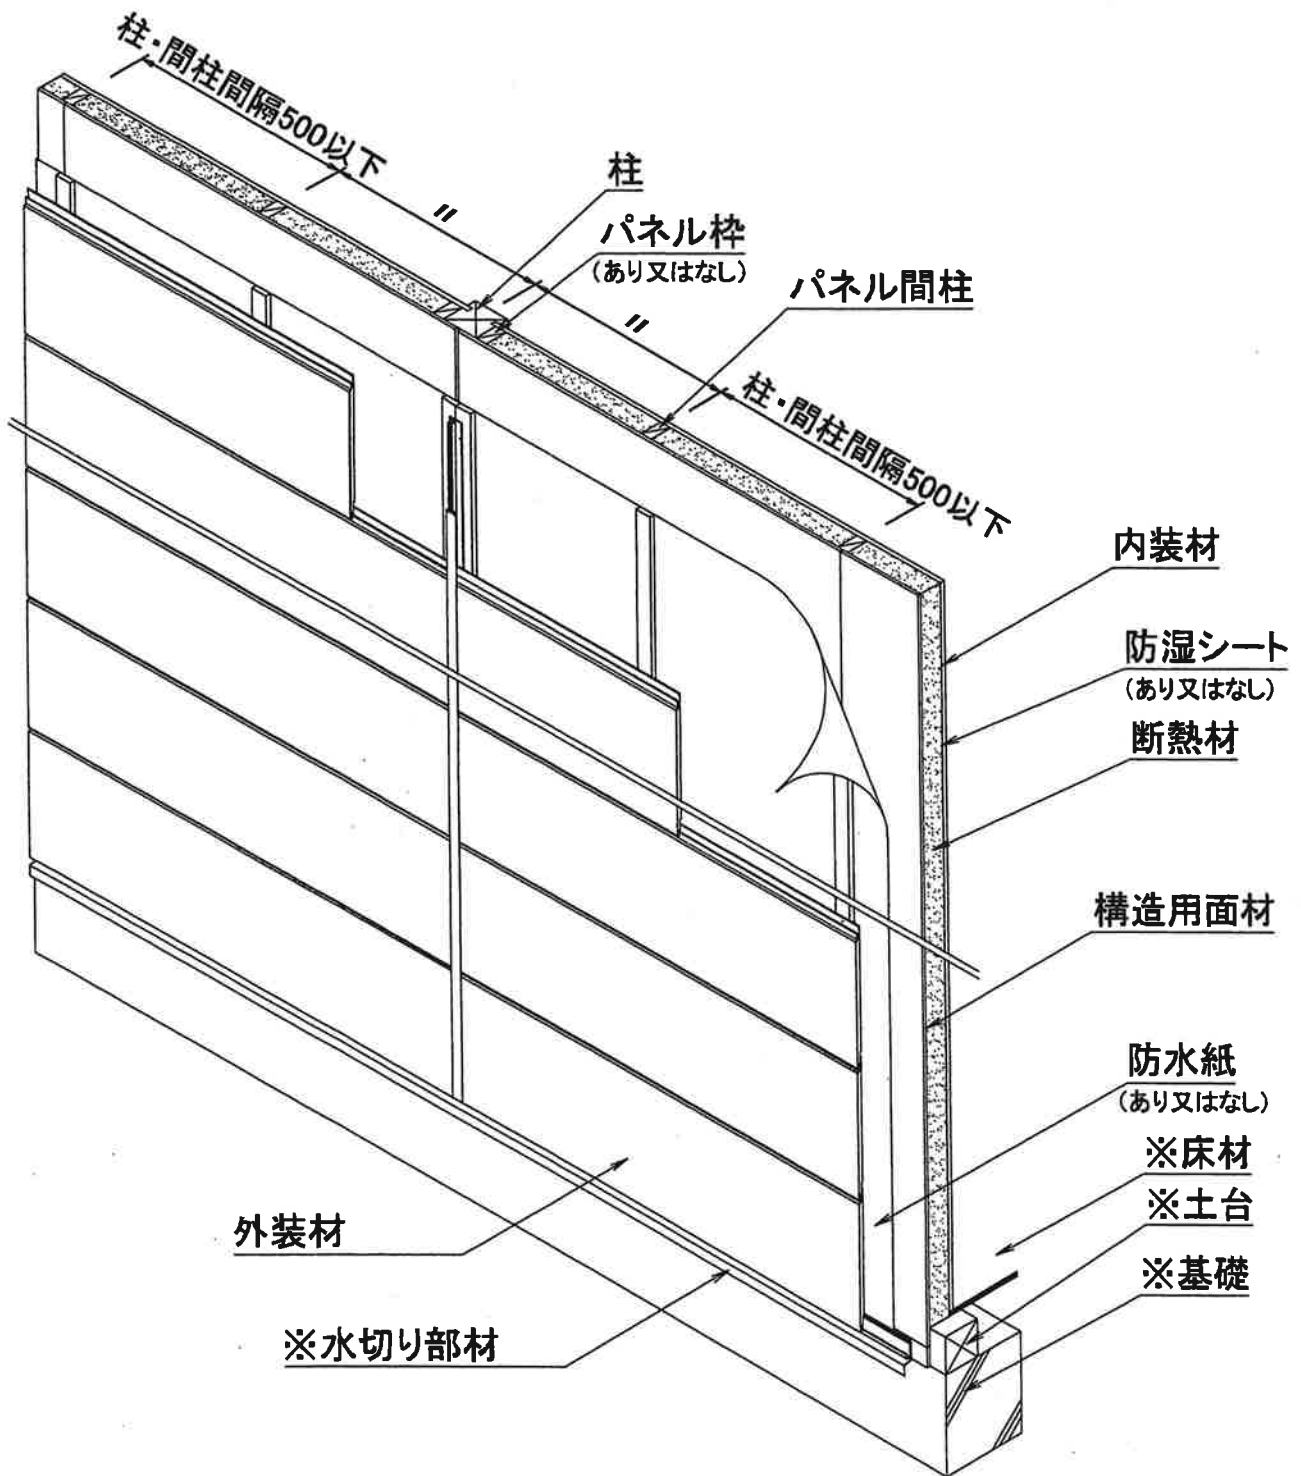 柱・間柱間隔500以下
〃
柱
パネル枠
(あり又はなし)
〃
パネル間柱
柱・間柱間隔500以下
内装材
防湿シート
(あり又はなし)
断熱材
構造用面材
防水紙
(あり又はなし)
※床材
※土台
※基礎
外装材
※水切り部材